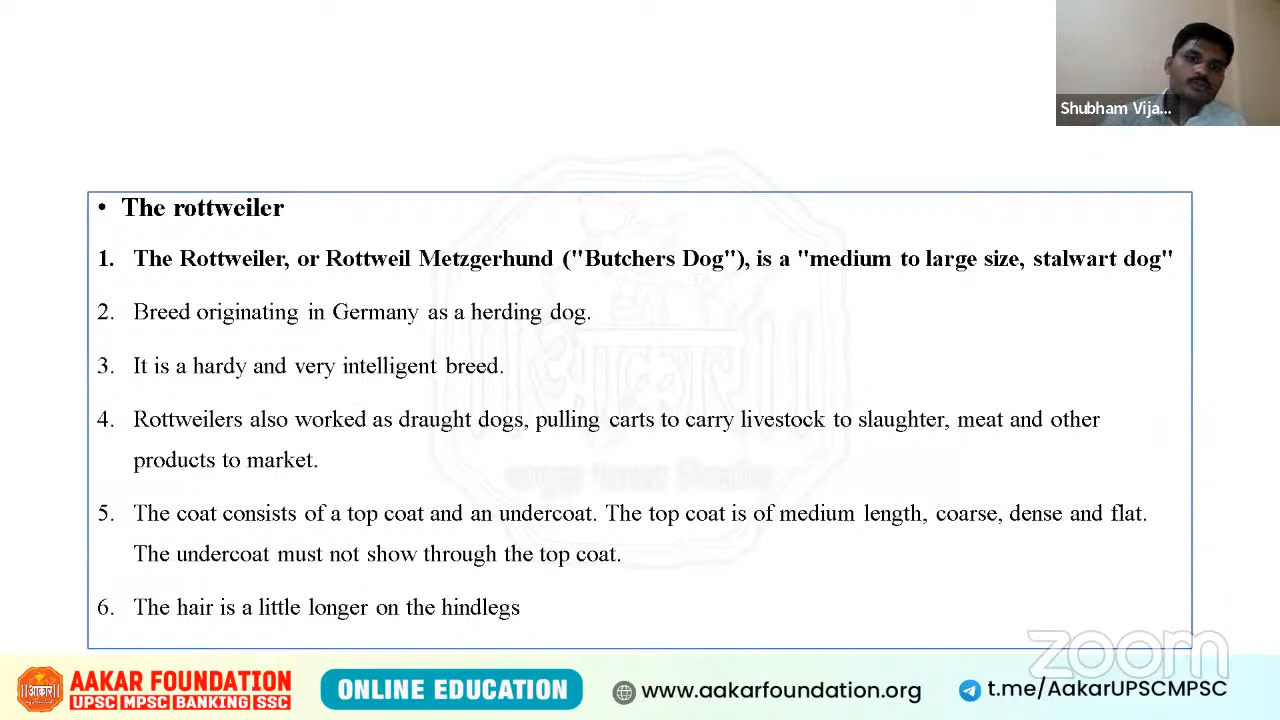 Shubham Vija...
• The rottweiler
1. The Rottweiler, or Rottweil Metzgerhund ("Butchers Dog"), is a "medium to large size, stalwart dog"
2. Breed originating in Germany as a herding dog.
3. It is a hardy and very intelligent breed.
4. Rottweilers also worked as draught dogs, pulling carts to carry livestock to slaughter, meat and other
products to market.
5. The coat consists of a top coat and an undercoat. The top coat is of medium length, coarse, dense and flat.
The undercoat must not show through the top coat.
6. The hair is a little longer on the hindlegs
आकार
zoom
आकार
AAKAR FOUNDATION
UPSC MPSC BANKING SSC
ONLINE EDUCATION
www.aakarfoundation.org
t.me/AakarUPSCMPSC